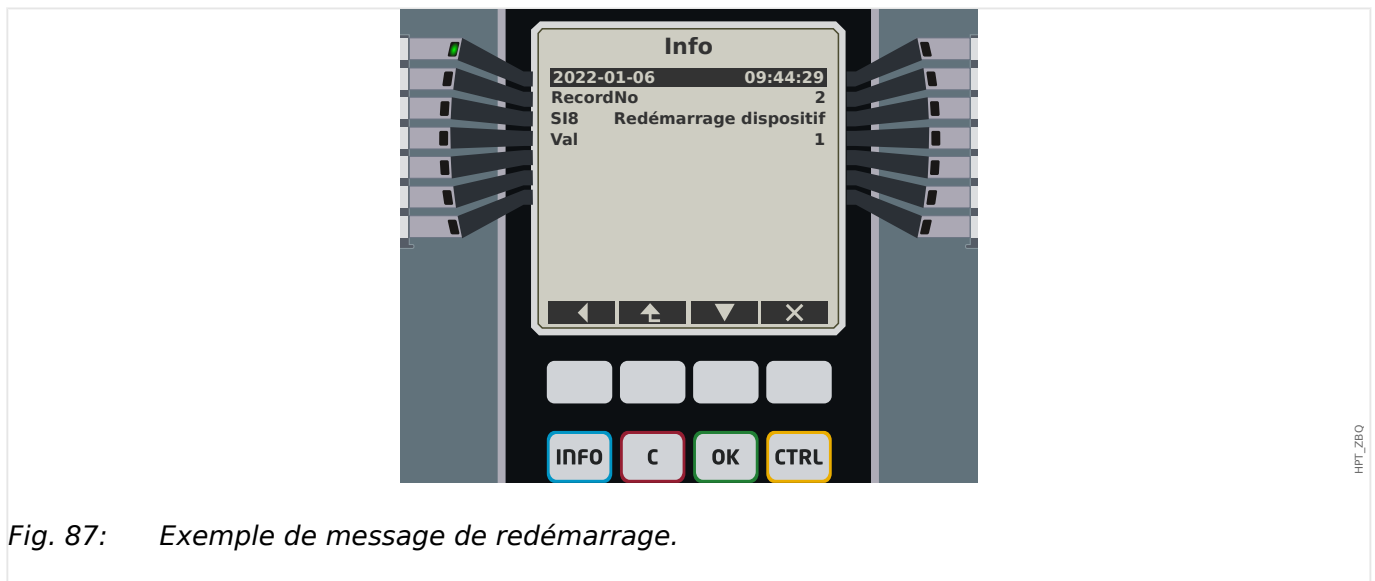 Info
2022-01-06 09:44:29
RecordNo 2
SI8 Redémarrage dispositif
Val 1
INFO C OK CTRL
HPT_ZBQ
Fig. 87: Exemple de message de redémarrage.